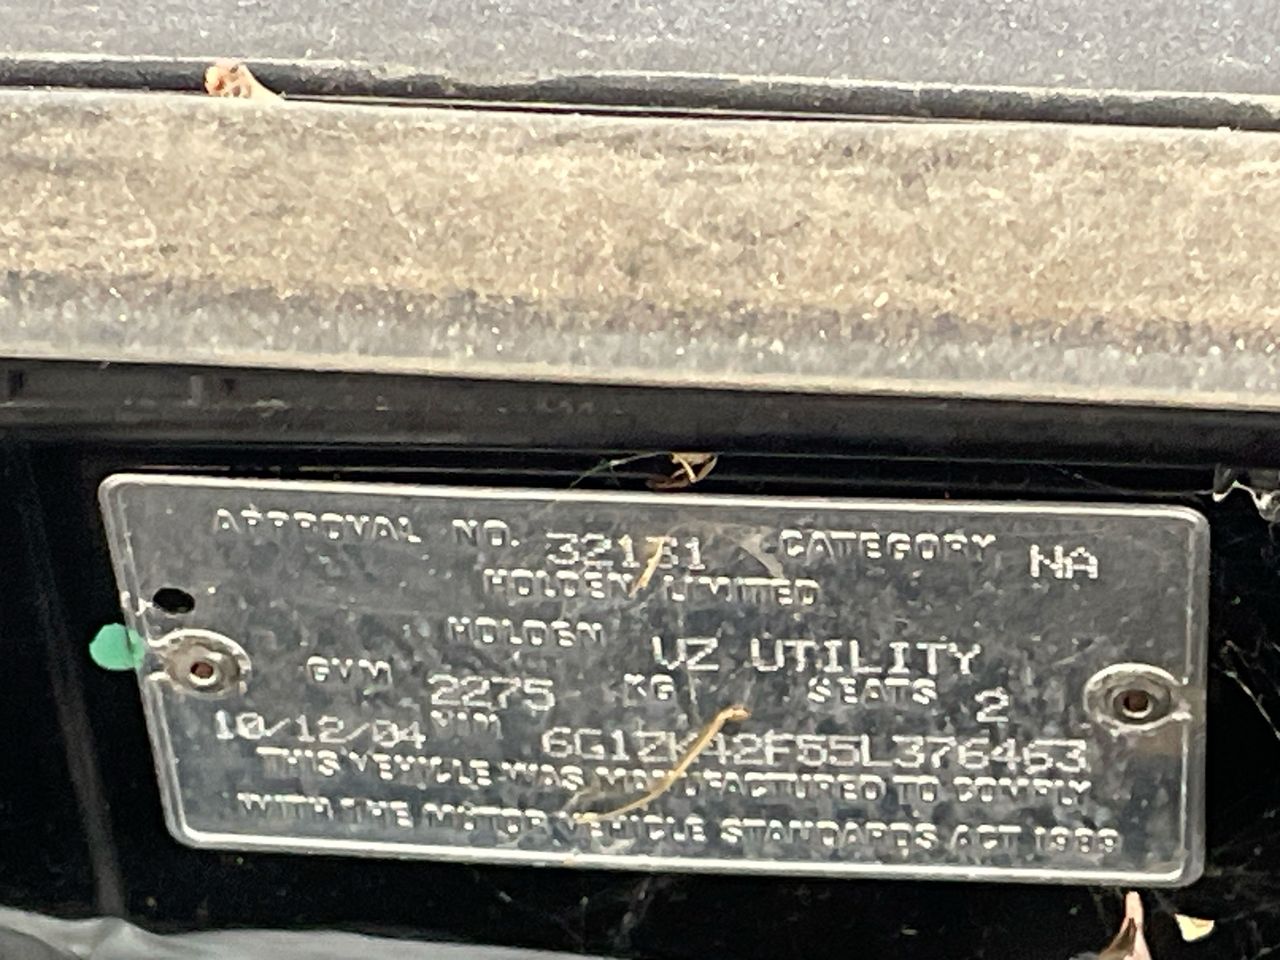 APPROVAL NO. 32131 CATEGORY NA
HOLDEN LIMITED
HOLDEN VZ UTILITY
GVM 2275 KG SEATS 2
10/12/04 VIN 6G1ZK42F55L376463
THIS VEHICLE WAS MANUFACTURED TO COMPLY
WITH THE MOTOR VEHICLE STANDARDS ACT 1989